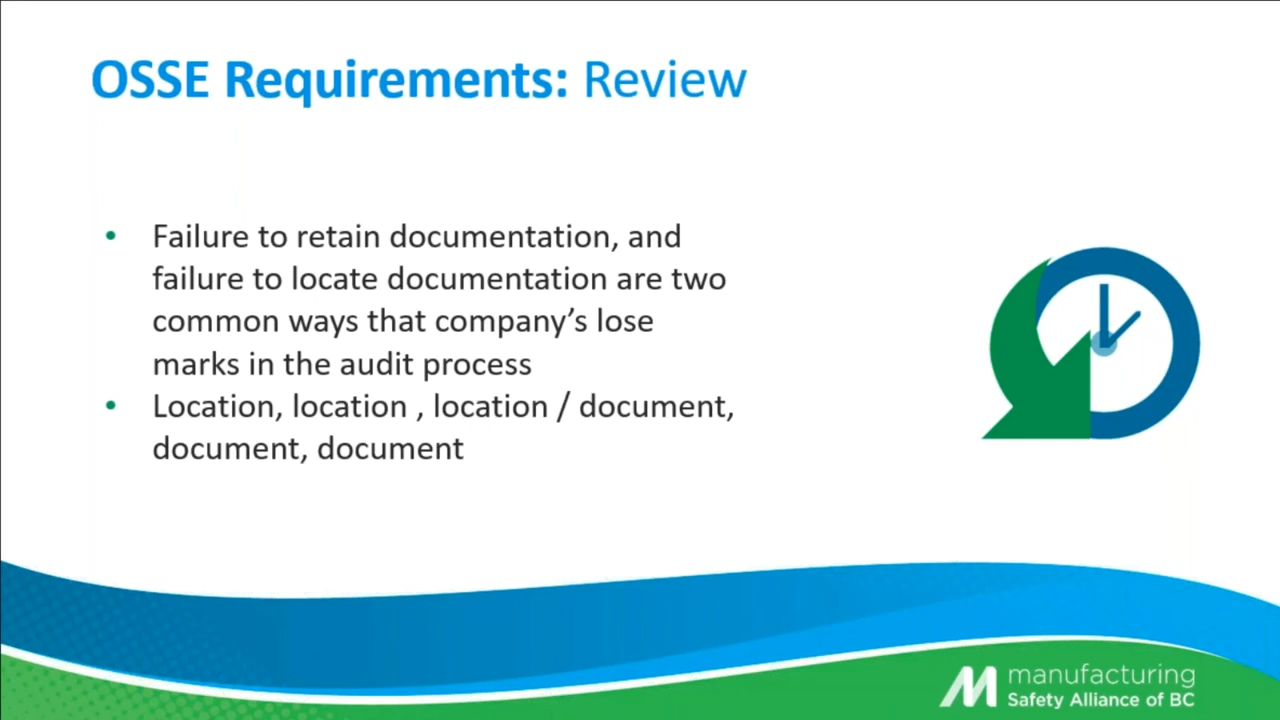 OSSE Requirements: Review
• Failure to retain documentation, and
failure to locate documentation are two
common ways that company’s lose
marks in the audit process
• Location, location , location / document,
document, document
manufacturing
Safety Alliance of BC